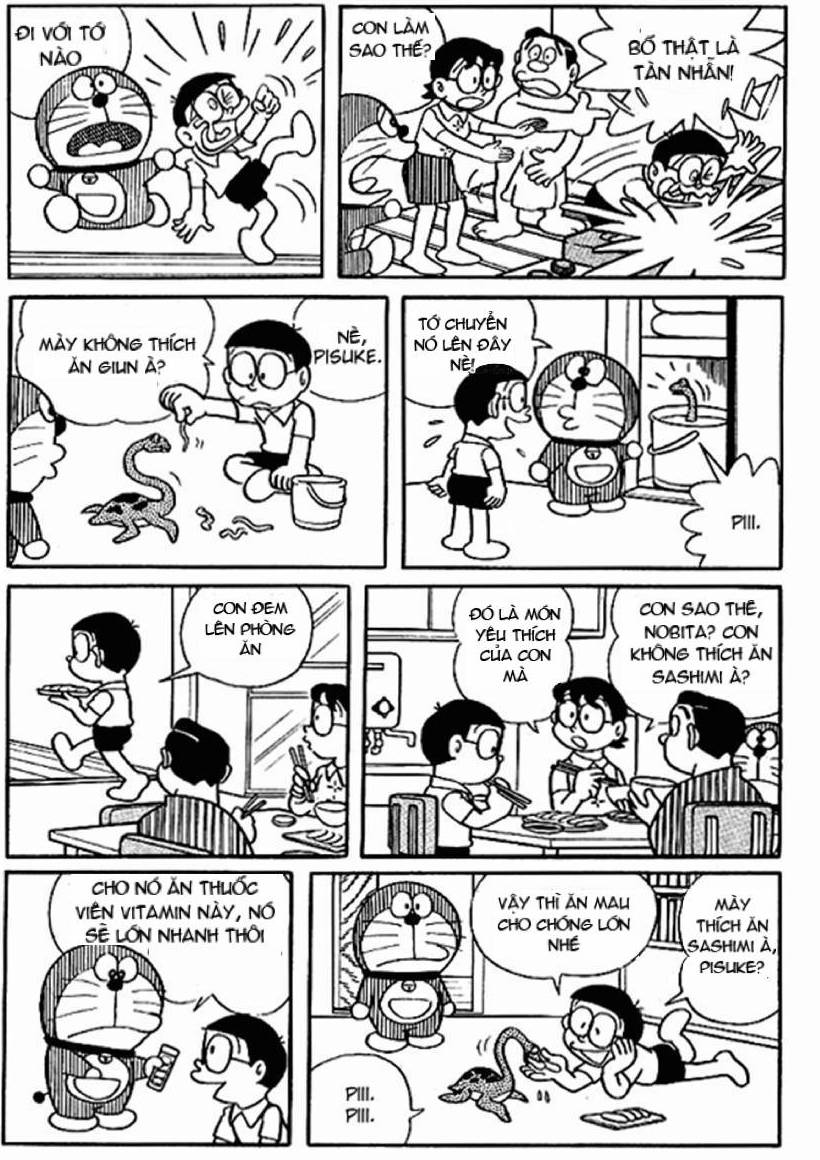 BỐ THẬT LÀ
TÀN NHẪN!
CON LÀM
SAO THẾ?
ĐI VỚI TỚ
NÀO
TỚ CHUYỂN
NÓ LÊN ĐÂY
NÈ!
PIII.
NÈ,
PISUKE.
MÀY KHÔNG THÍCH
ĂN GIUN À?
CON SAO THẾ,
NOBITA? CON
KHÔNG THÍCH ĂN
SASHIMI À?
ĐÓ LÀ MÓN
YÊU THÍCH
CỦA CON
MÀ
CON ĐEM
LÊN PHÒNG
ĂN
MÀY
THÍCH ĂN
SASHIMI À,
PISUKE?
VẬY THÌ ĂN MAU
CHO CHÓNG LỚN
NHÉ
PIII.
PIII.
CHO NÓ ĂN THUỐC
VIÊN VITAMIN NÀY, NÓ
SẼ LỚN NHANH THÔI